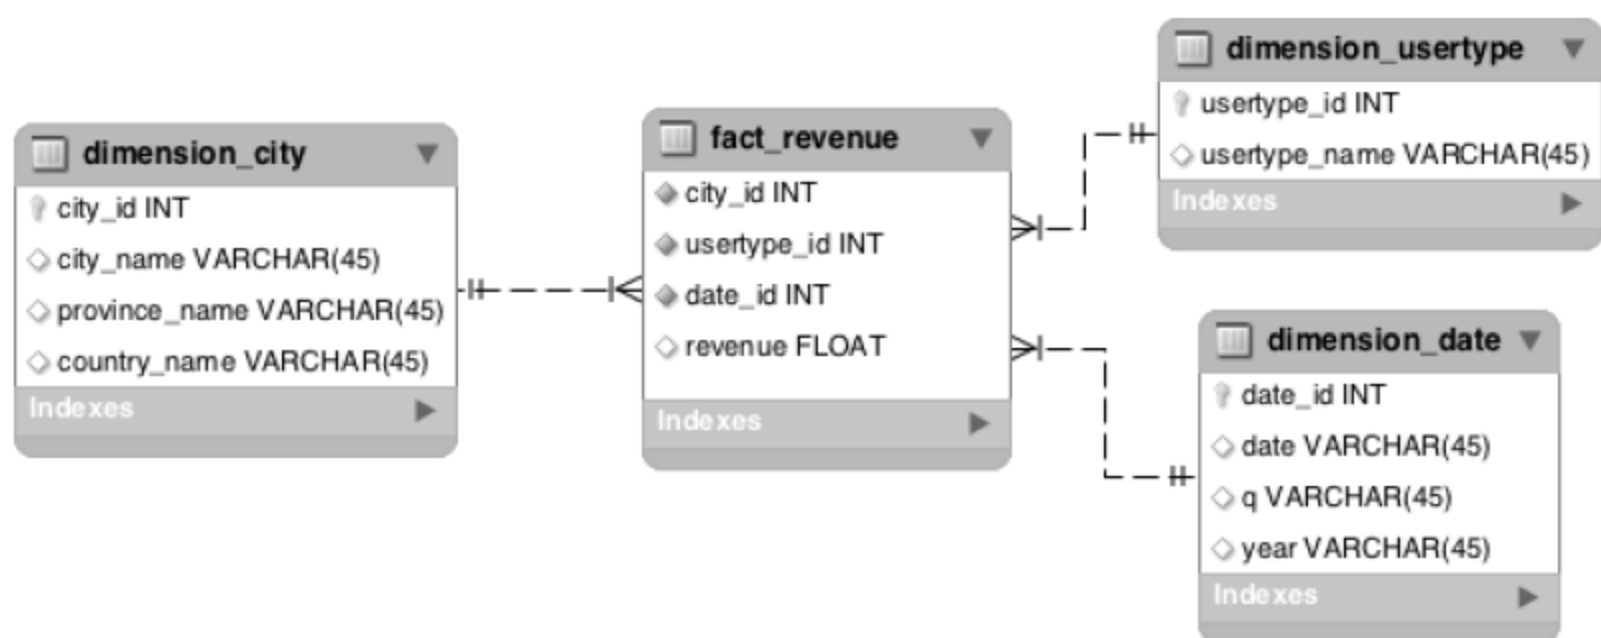 dimension_city
city_id INT
city_name VARCHAR(45)
province_name VARCHAR(45)
country_name VARCHAR(45)
Indexes
fact_revenue
city_id INT
usertype_id INT
date_id INT
revenue FLOAT
Indexes
dimension_usertype
usertype_id INT
usertype_name VARCHAR(45)
Indexes
dimension_date
date_id INT
date VARCHAR(45)
q VARCHAR(45)
year VARCHAR(45)
Indexes